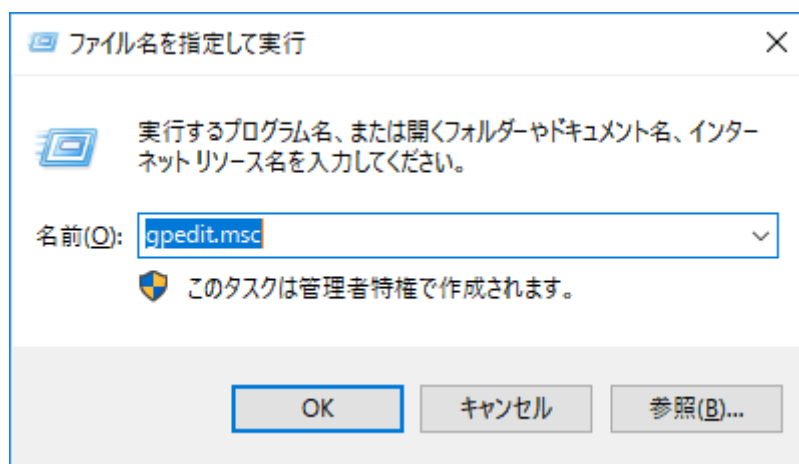 ファイル名を指定して実行
実行するプログラム名、または開くフォルダーやドキュメント名、インター
ネット リソース名を入力してください。
名前(O): gpedit.msc
このタスクは管理者特権で作成されます。
OK キャンセル 参照(B)...